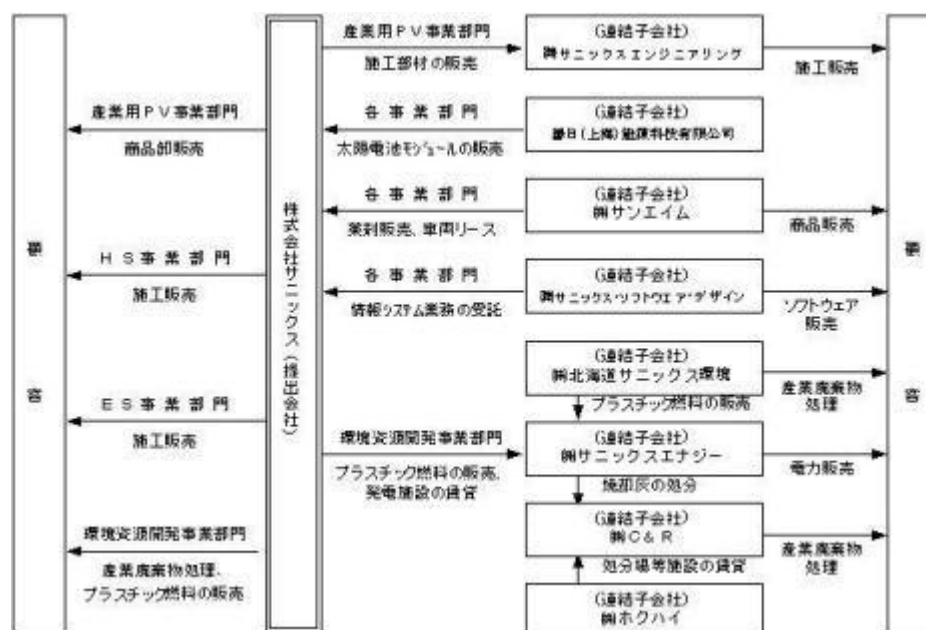 顧客
産業用PV事業部門
商品卸販売
HS事業部門
施工販売
ES事業部門
施工販売
環境資源開発事業部門
産業廃棄物処理、
プラスチック燃料の販売
株式会社サニックス(提出会社)
産業用PV事業部門
施工部材の販売
各事業部門
太陽電池モジュールの販売
各事業部門
薬剤販売、車両リース
各事業部門
情報システム業務の受託
環境資源開発事業部門
プラスチック燃料の販売、
発電施設の賃貸
(連結子会社)
㈱サニックスエンジニアリング
(連結子会社)
(上海)能源科技有限公司
(連結子会社)
㈱サンエイム
(連結子会社)
㈱サニックス・ソフトウエア・デザイン
(連結子会社)
㈱北海道サニックス環境
プラスチック燃料の販売
(連結子会社)
㈱サニックスエナジー
焼却灰の処分
(連結子会社)
㈱C&R
処分場等施設の賃貸
(連結子会社)
㈱ホクハイ
施工販売
商品販売
ソフトウェア
販売
産業廃棄物
処理
電力販売
産業廃棄物
処理
顧客